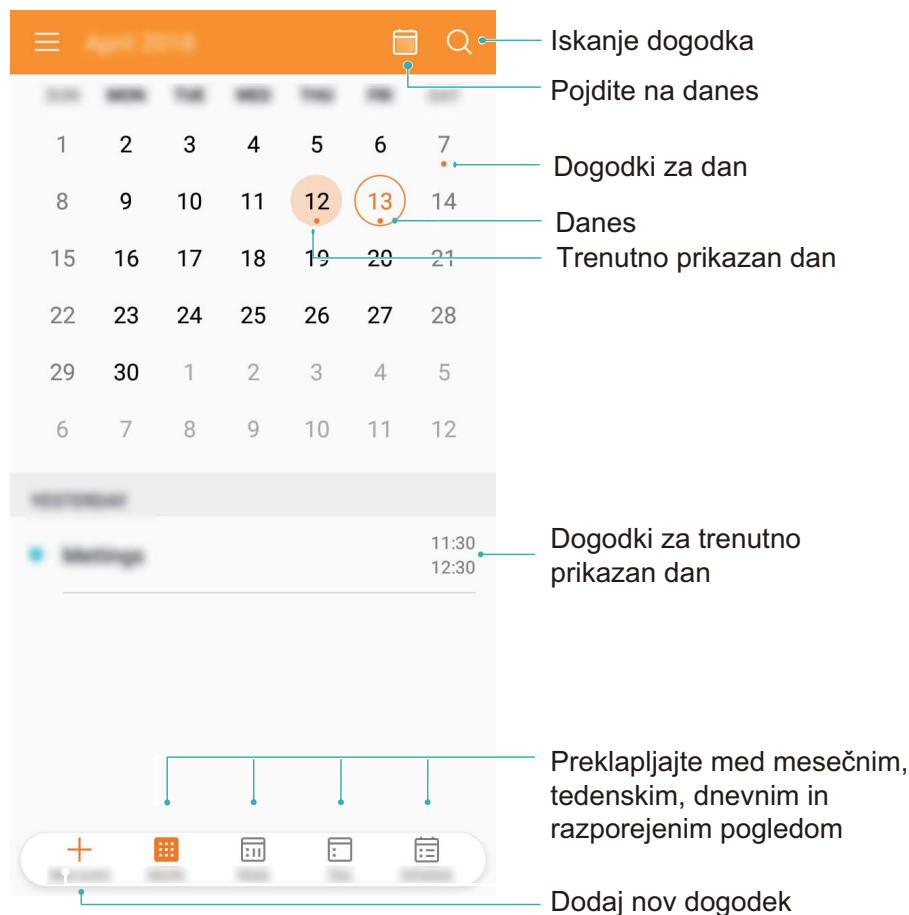 Iskanje dogodka
Pojdite na danes
1 2 3 4 5 6 7
Dogodki za dan
8 9 10 11 12 13 14
Danes
15 16 17 18 19 20 21
Trenutno prikazan dan
22 23 24 25 26 27 28
29 30 1 2 3 4 5
6 7 8 9 10 11 12
YESTERDAY
Mettings
11:30
12:30
Dogodki za trenutno
prikazan dan
Preklapljajte med mesečnim,
tedenskim, dnevnim in
razporejenim pogledom
Dodaj nov dogodek